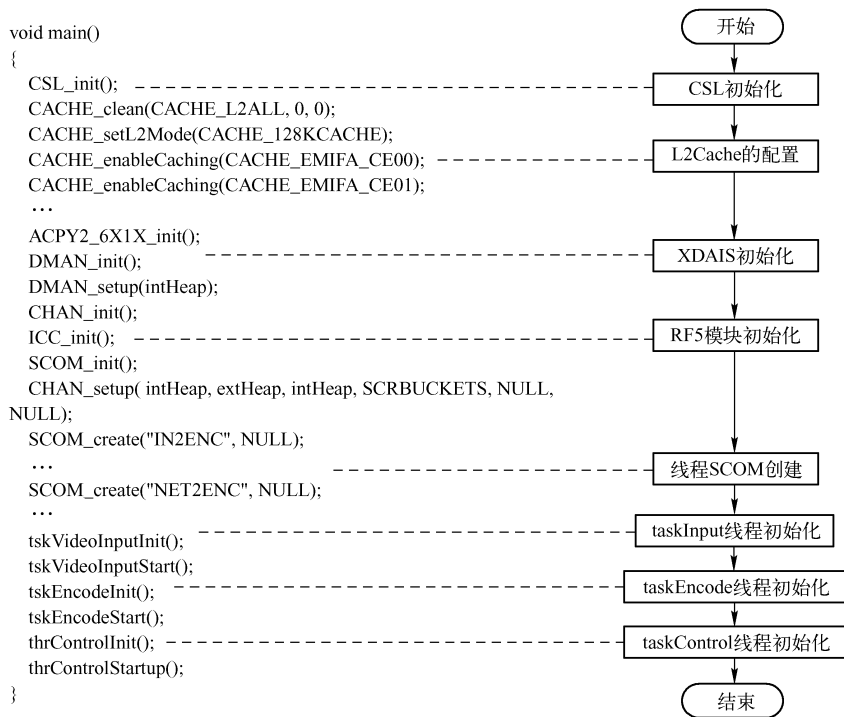 void main()
{
CSL_init();
CACHE_clean(CACHE_L2ALL, 0, 0);
CACHE_setL2Mode(CACHE_128KCACHE);
CACHE_enableCaching(CACHE_EMIFA_CE00);
CACHE_enableCaching(CACHE_EMIFA_CE01);
…
ACPY2_6X1X_init();
DMAN_init();
DMAN_setup(intHeap);
CHAN_init();
ICC_init();
SCOM_init();
CHAN_setup( intHeap, extHeap, intHeap, SCRBUCKETS, NULL,
NULL);
SCOM_create("IN2ENC", NULL);
…
SCOM_create("NET2ENC", NULL);
…
tskVideoInputInit();
tskVideoInputStart();
tskEncodeInit();
tskEncodeStart();
thrControlInit();
thrControlStartup();
}
开始
CSL初始化
L2Cache的配置
XDAIS初始化
RF5模块初始化
线程SCOM创建
taskInput线程初始化
taskEncode线程初始化
taskControl线程初始化
结束